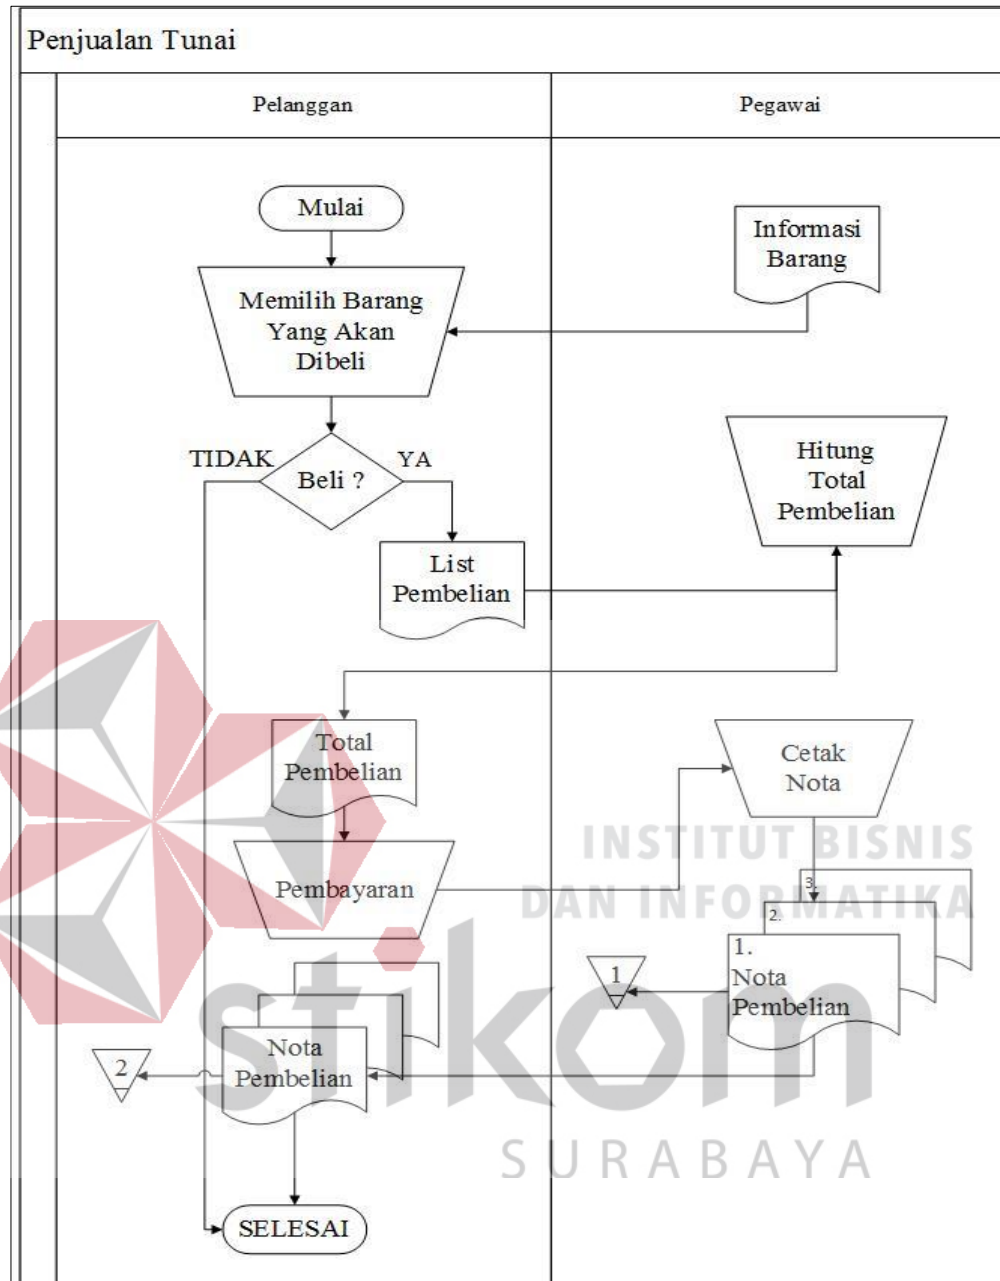 Penjualan Tunai
Pelanggan
Pegawai
Mulai
Informasi
Barang
Memilih Barang
Yang Akan
Dibeli
TIDAK
Beli ?
YA
Hitung
Total
Pembelian
List
Pembelian
Total
Pembelian
Cetak
Nota
INSTITUT BISNIS
DAN INFORMATIKA
Pembayaran
3.
2.
1.
Nota
Pembelian
1
stikom
Nota
Pembelian
2
SURABAYA
SELESAI